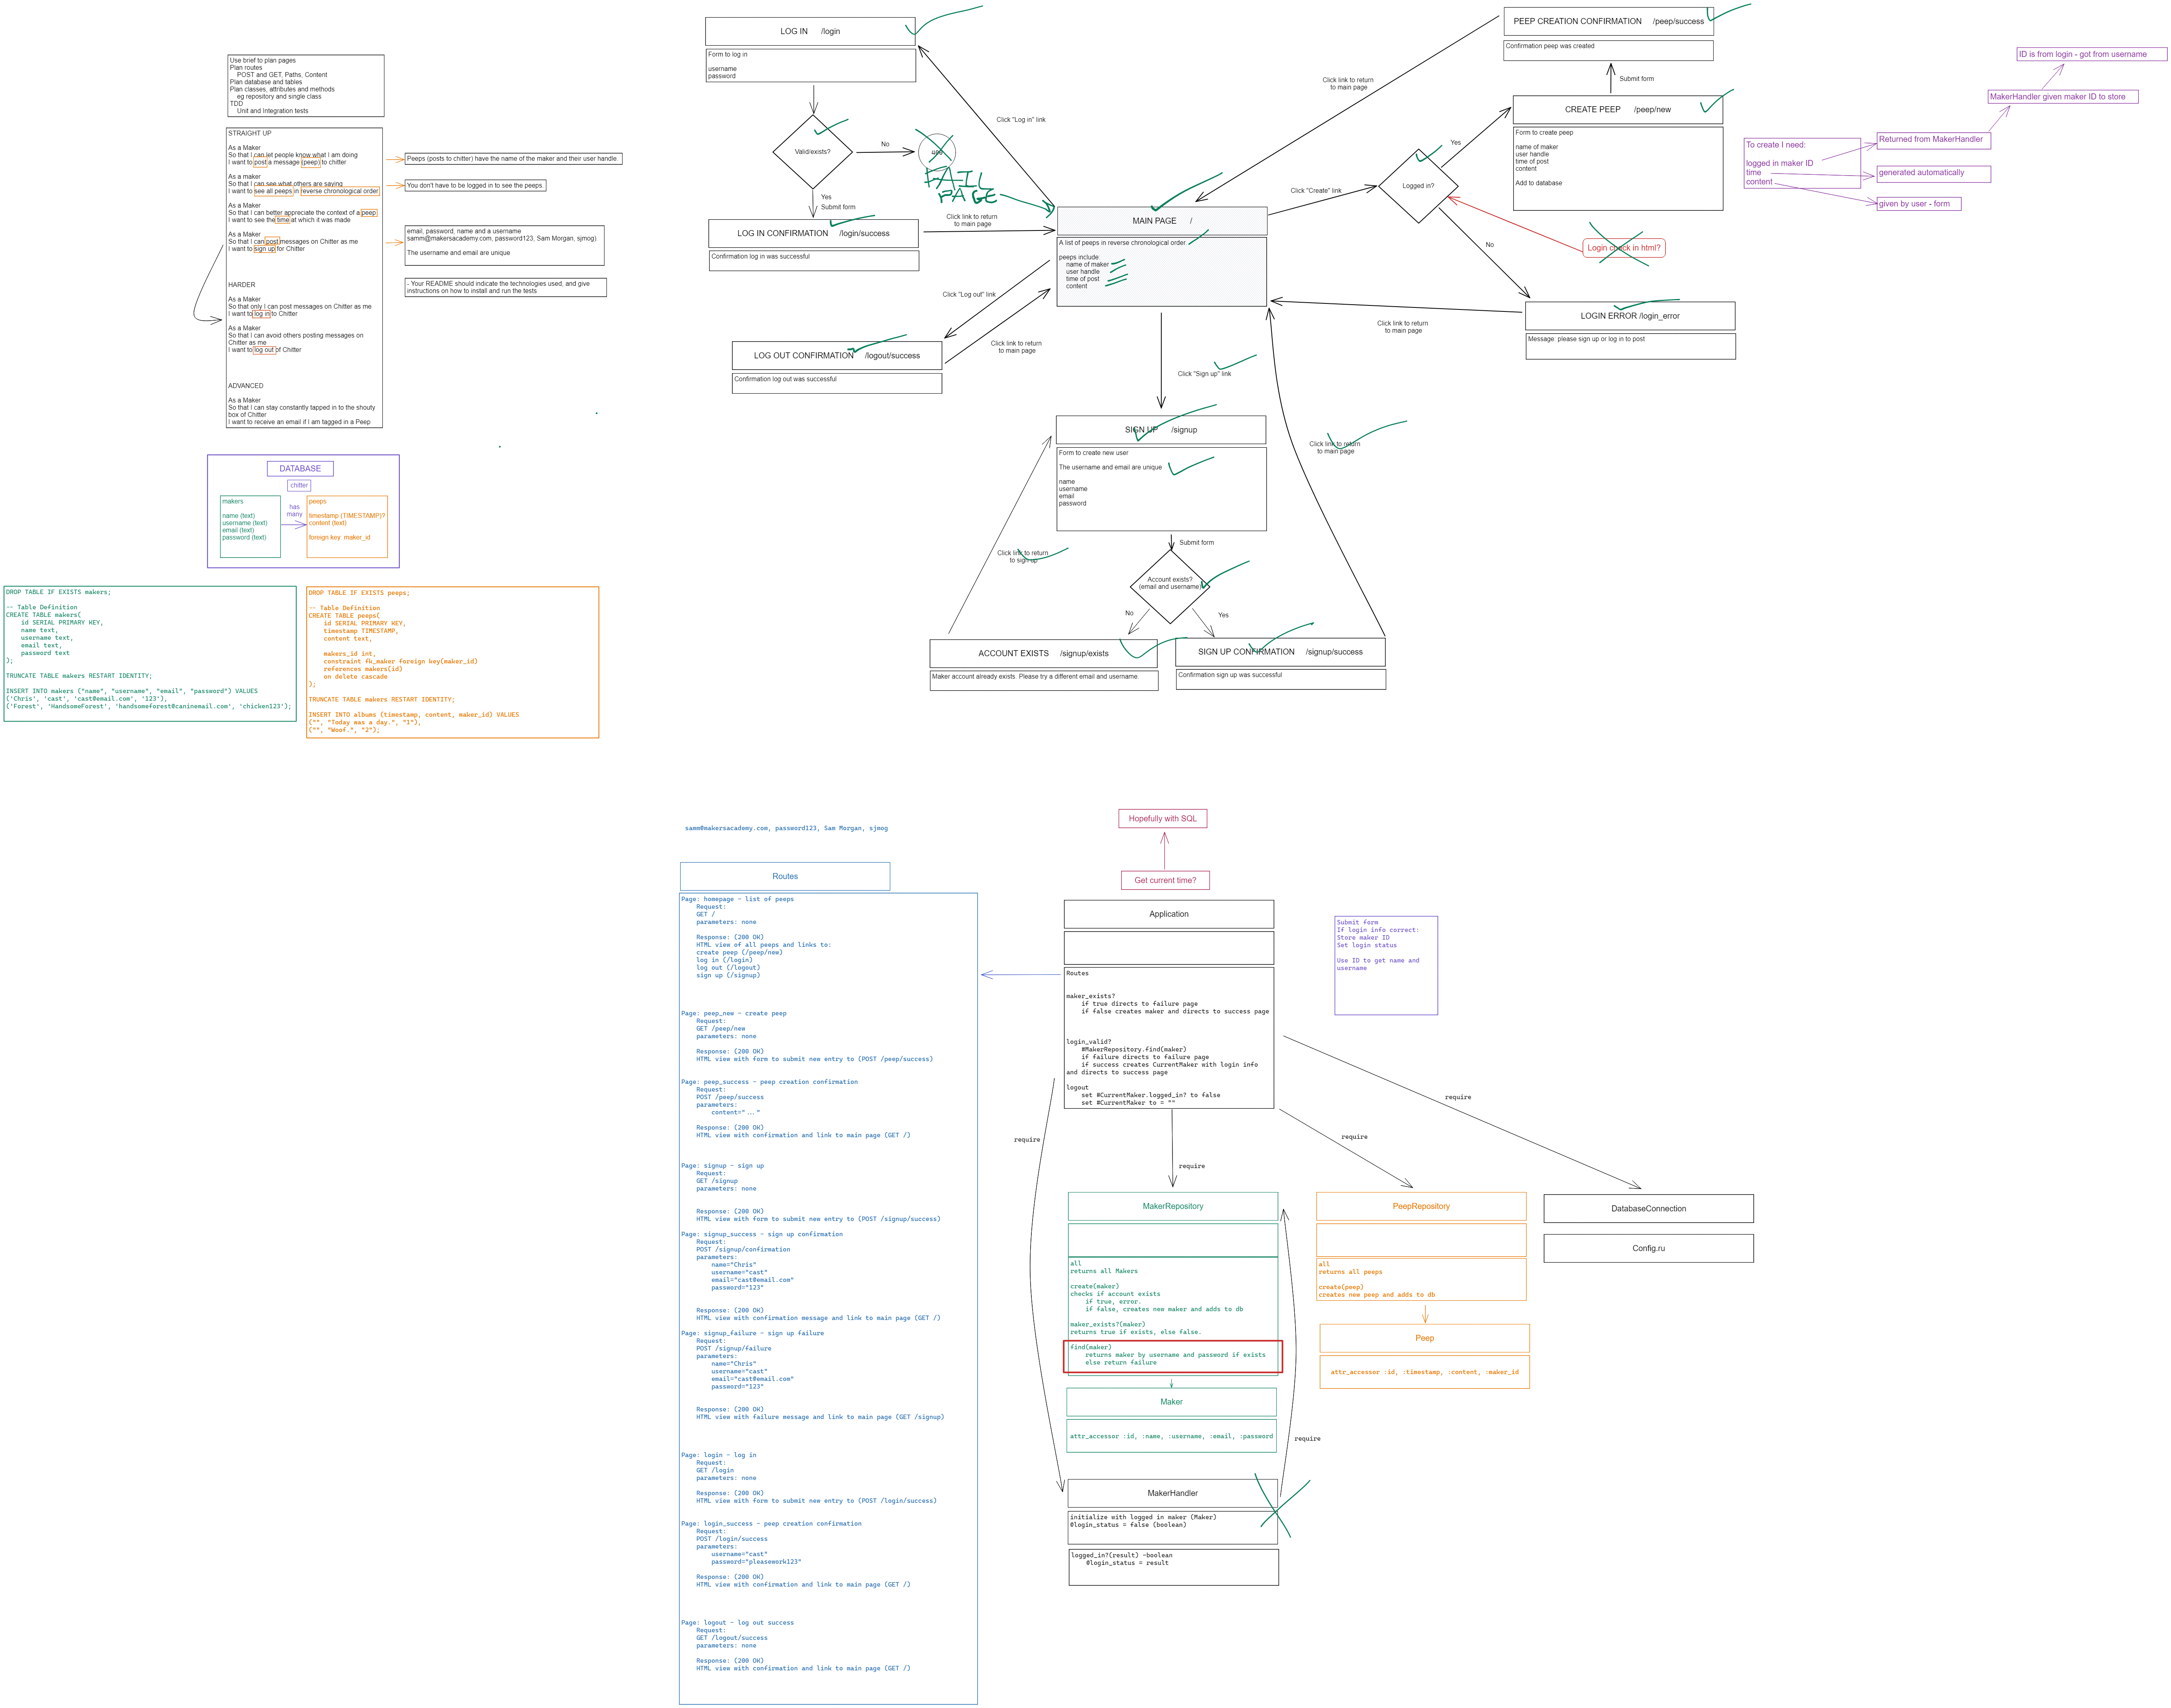 Use brief to plan pages
Plan routes
POST and GET, Paths, Content
Plan database and tables
Plan classes, attributes and methods
eg repository and single class
TDD
Unit and Integration tests
STRAIGHT UP
As a Maker
So that I can let people know what I am doing
I want to post a message (peep) to chitter
As a maker
So that I can see what others are saying
I want to see all peeps in reverse chronological order
As a Maker
So that I can better appreciate the context of a peep
I want to see the time at which it was made
As a Maker
So that I can post messages on Chitter as me
I want to sign up for Chitter
HARDER
As a Maker
So that only I can post messages on Chitter as me
I want to log in to Chitter
As a Maker
So that I can avoid others posting messages on
Chitter as me
I want to log out of Chitter
ADVANCED
As a Maker
So that I can stay constantly tapped in to the shouty
box of Chitter
I want to receive an email if I am tagged in a Peep
Peeps (posts to chitter) have the name of the maker and their user handle.
You don't have to be logged in to see the peeps.
email, password, name and a username
samm@makersacademy.com, password123, Sam Morgan, sjmog).
The username and email are unique
- Your README should indicate the technologies used, and give
instructions on how to install and run the tests
DATABASE
chitter
makers
name (text)
username (text)
email (text)
password (text)
has
many
peeps
timestamp (TIMESTAMP)?
content (text)
foreign key: maker_id
DROP TABLE IF EXISTS makers;
-- Table Definition
CREATE TABLE makers(
id SERIAL PRIMARY KEY,
name text,
username text,
email text,
password text
);
TRUNCATE TABLE makers RESTART IDENTITY;
INSERT INTO makers ("name", "username", "email", "password") VALUES
('Chris', 'cast', 'cast@email.com', '123'),
('Forest', 'HandsomeForest', 'handsomeforest@caninemail.com', 'chicken123');
DROP TABLE IF EXISTS peeps;
-- Table Definition
CREATE TABLE peeps(
id SERIAL PRIMARY KEY,
timestamp TIMESTAMP,
content text,
makers_id int,
constraint fk_maker foreign key(maker_id)
references makers(id)
on delete cascade
);
TRUNCATE TABLE makers RESTART IDENTITY;
INSERT INTO albums (timestamp, content, maker_id) VALUES
("", "Today was a day.", "1"),
("", "Woof.", "2");
LOG IN /login
Form to log in
username
password
Valid/exists?
No
FAIL
PAGE
Yes
Submit form
LOG IN CONFIRMATION /login/success
Confirmation log in was successful
Click link to return
to main page
Click "Log in" link
Click "Log out" link
LOG OUT CONFIRMATION /logout/success
Confirmation log out was successful
Click link to return
to main page
MAIN PAGE /
A list of peeps in reverse chronological order
peeps include:
name of maker
user handle
time of post
content
Click "Create" link
Click link to return
to main page
PEEP CREATION CONFIRMATION /peep/success
Confirmation peep was created
Submit form
CREATE PEEP /peep/new
Form to create peep
name of maker
user handle
time of post
content
Add to database
Yes
Logged in?
No
Login check in html?
LOGIN ERROR /login_error
Message: please sign up or log in to post
Click link to return
to main page
To create I need:
logged in maker ID
time
content
Returned from MakerHandler
generated automatically
given by user - form
MakerHandler given maker ID to store
ID is from login - got from username
Click "Sign up" link
SIGN UP /signup
Form to create new user
The username and email are unique
name
username
email
password
Submit form
Account exists?
(email and username)
No
Yes
Click link to return
to sign up
Click link to return
to main page
ACCOUNT EXISTS /signup/exists
Maker account already exists. Please try a different email and username.
SIGN UP CONFIRMATION /signup/success
Confirmation sign up was successful
samm@makersacademy.com, password123, Sam Morgan, sjmog
Routes
Page: homepage - list of peeps
Request:
GET /
parameters: none
Response: (200 OK)
HTML view of all peeps and links to:
create peep (/peep/new)
log in (/login)
log out (/logout)
sign up (/signup)
Page: peep_new - create peep
Request:
GET /peep/new
parameters: none
Response: (200 OK)
HTML view with form to submit new entry to (POST /peep/success)
Page: peep_success - peep creation confirmation
Request:
POST /peep/success
parameters:
content="..."
Response: (200 OK)
HTML view with confirmation and link to main page (GET /)
Page: signup - sign up
Request:
GET /signup
parameters: none
Response: (200 OK)
HTML view with form to submit new entry to (POST /signup/success)
Page: signup_success - sign up confirmation
Request:
POST /signup/confirmation
parameters:
name="Chris"
username="cast"
email="cast@email.com"
password="123"
Response: (200 OK)
HTML view with confirmation message and link to main page (GET /)
Page: signup_failure - sign up failure
Request:
POST /signup/failure
parameters:
name="Chris"
username="cast"
email="cast@email.com"
password="123"
Response: (200 OK)
HTML view with failure message and link to main page (GET /signup)
Page: login - log in
Request:
GET /login
parameters: none
Response: (200 OK)
HTML view with form to submit new entry to (POST /login/success)
Page: login_success - peep creation confirmation
Request:
POST /login/success
parameters:
username="cast"
password="pleasework123"
Response: (200 OK)
HTML view with confirmation and link to main page (GET /)
Page: logout - log out success
Request:
GET /logout/success
parameters: none
Response: (200 OK)
HTML view with confirmation and link to main page (GET /)
Hopefully with SQL
Get current time?
Application
Routes
maker_exists?
if true directs to failure page
if false creates maker and directs to success page
login_valid?
#MakerRepository.find(maker)
if failure directs to failure page
if success creates CurrentMaker with login info
and directs to success page
logout
set #CurrentMaker.logged_in? to false
set #CurrentMaker to = ""
Submit form
If login info correct:
Store maker ID
Set login status
Use ID to get name and
username
require
require
require
require
MakerRepository
all
returns all Makers
create(maker)
checks if account exists
if true, error.
if false, creates new maker and adds to db
maker_exists?(maker)
returns true if exists, else false.
find(maker)
returns maker by username and password if exists
else return failure
Maker
attr_accessor :id, :name, :username, :email, :password
PeepRepository
all
returns all peeps
create(peep)
creates new peep and adds to db
Peep
attr_accessor :id, :timestamp, :content, :maker_id
DatabaseConnection
Config.ru
require
MakerHandler
initialize with logged in maker (Maker)
@login_status = false (boolean)
logged_in?(result) -boolean
@login_status = result